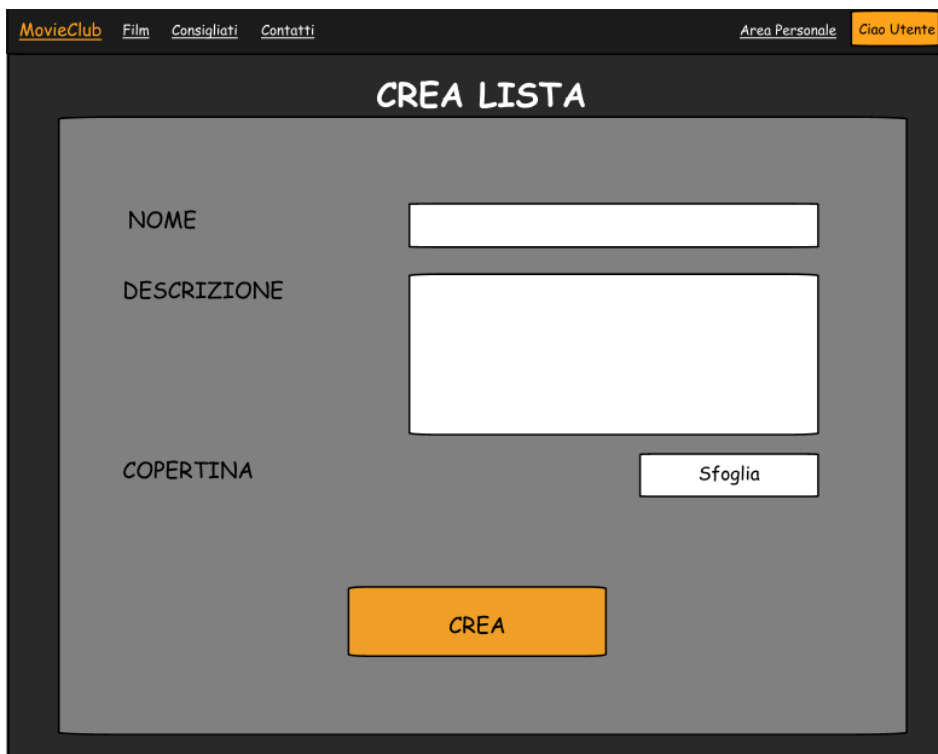 MovieClub Film Consigliati Contatti Area Personale Ciao Utente
CREA LISTA
NOME
DESCRIZIONE
COPERTINA Sfoglia
CREA